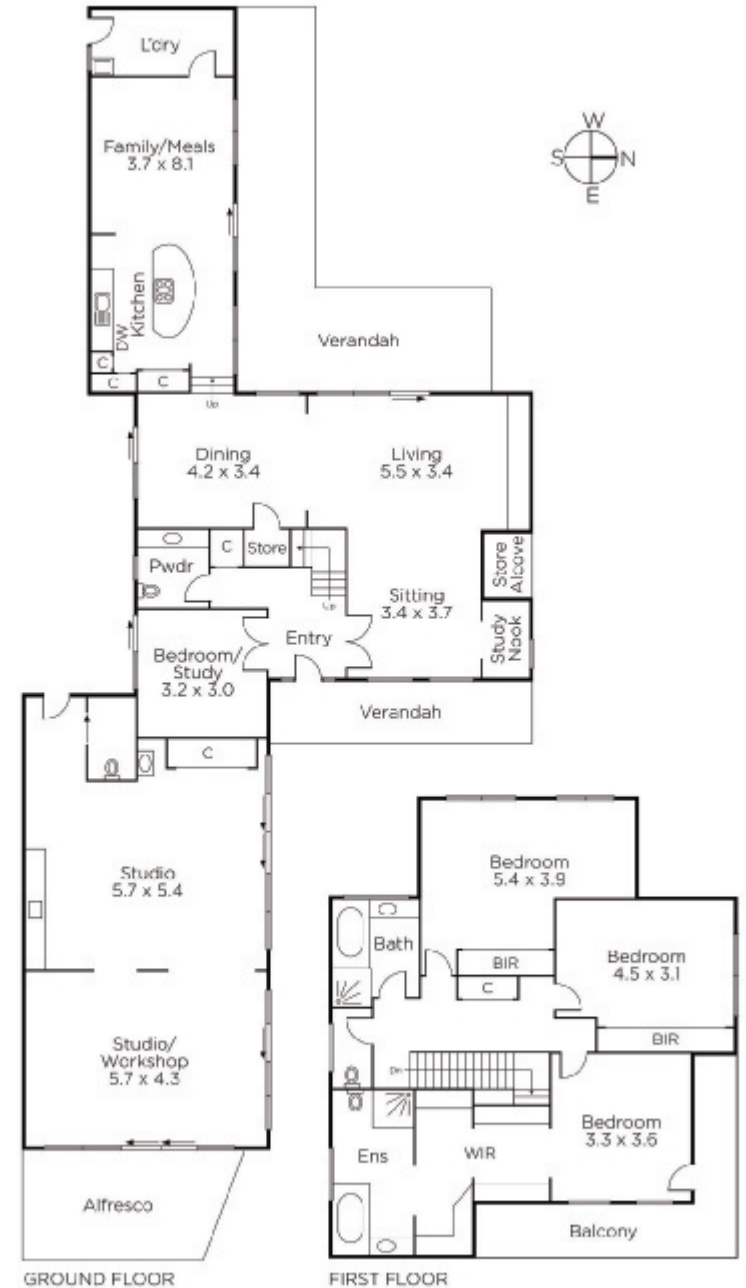 L'dry
Family/Meals
3.7 x 8.1
W
S
N
E
Kitchen
DW
C
C
C
Up
Verandah
Dining
4.2 x 3.4
Living
5.5 x 3.4
Pwdr
C
Store
Up
Store
Alcove
Sitting
3.4 x 3.7
Study
Nook
Entry
Bedroom/
Study
3.2 x 3.0
Verandah
C
Studio
5.7 x 5.4
Studio/
Workshop
5.7 x 4.3
Alfresco
GROUND FLOOR
Bedroom
5.4 x 3.9
Bath
BIR
C
Bedroom
4.5 x 3.1
BIR
Dn
Bedroom
3.3 x 3.6
Ens
WIR
Balcony
FIRST FLOOR